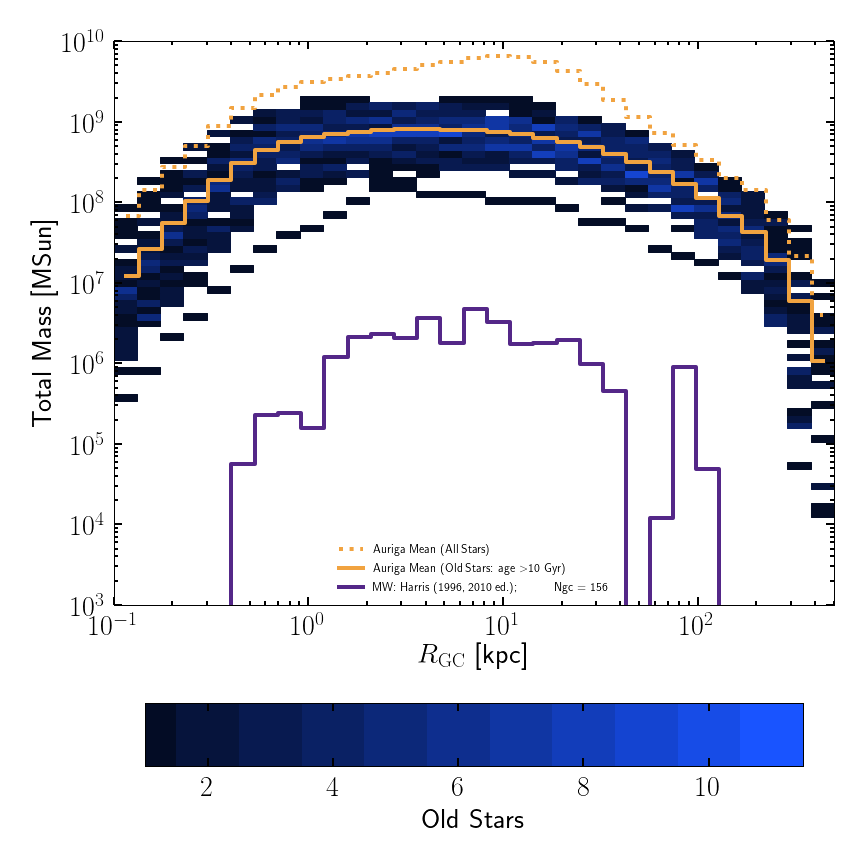 10^10
10^9
10^8
10^7
10^6
10^5
10^4
10^3
Total Mass [MSun]
Auriga Mean (All Stars)
Auriga Mean (Old Stars: age >10 Gyr)
MW: Harris (1996, 2010 ed.); Ngc = 156
10^−1 10^0 10^1 10^2
R_GC [kpc]
2 4 6 8 10
Old Stars